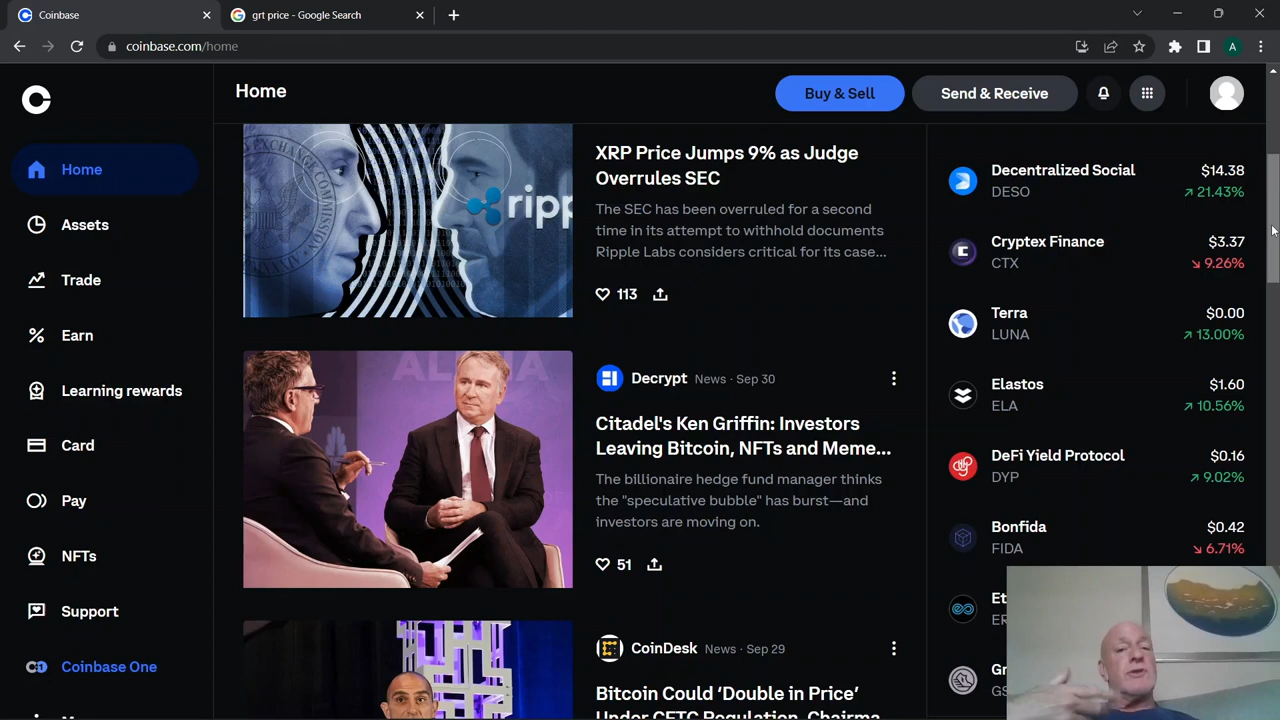 Coinbase
grt price - Google Search
coinbase.com/home
A
Home
Buy & Sell
Send & Receive
Home
Assets
Trade
Earn
Learning rewards
Card
Pay
NFTs
Support
Coinbase One
ripp
XRP Price Jumps 9% as Judge
Overrules SEC
The SEC has been overruled for a second
time in its attempt to withhold documents
Ripple Labs considers critical for its case...
113
Decrypt News · Sep 30
Citadel's Ken Griffin: Investors
Leaving Bitcoin, NFTs and Meme...
The billionaire hedge fund manager thinks
the "speculative bubble" has burst—and
investors are moving on.
51
CoinDesk News · Sep 29
Bitcoin Could ‘Double in Price’
Under CFTC Regulation, Chairma
Decentralized Social $14.38
DESO ↗ 21.43%
Cryptex Finance $3.37
CTX ↘ 9.26%
Terra $0.00
LUNA ↗ 13.00%
Elastos $1.60
ELA ↗ 10.56%
DeFi Yield Protocol $0.16
DYP ↗ 9.02%
Bonfida $0.42
FIDA ↘ 6.71%